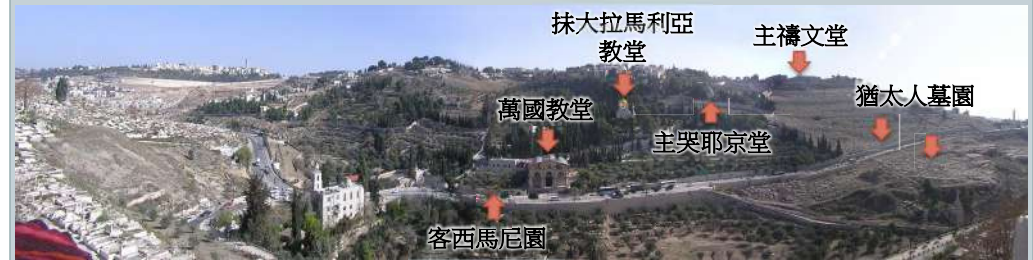 抹大拉馬利亞
教堂
主禱文堂
萬國教堂
猶太人墓園
主哭耶京堂
客西馬尼園